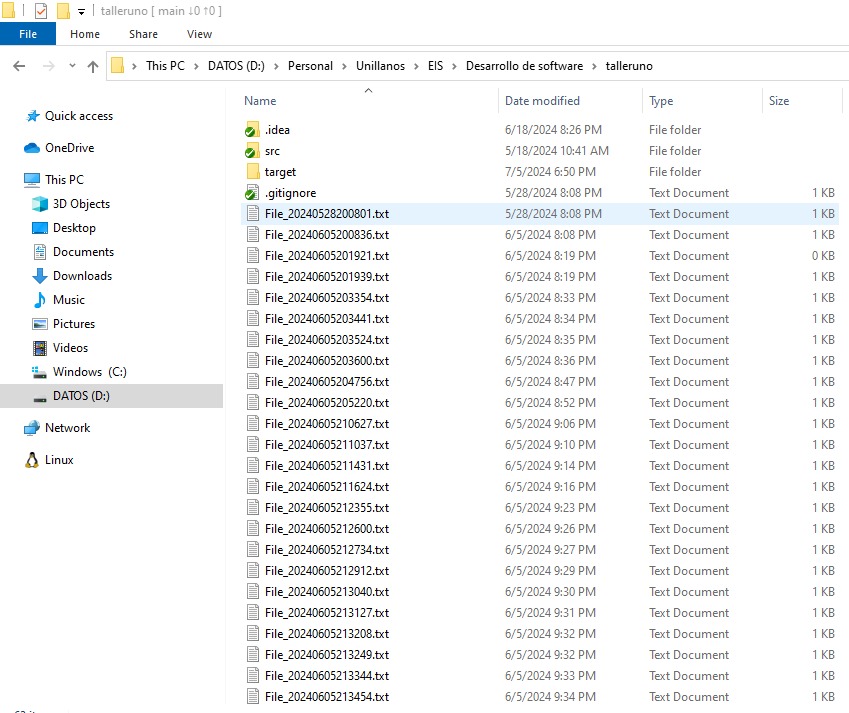 talleruno [ main ↓0 ↑0 ]
File Home Share View
This PC > DATOS (D:) > Personal > Unillanos > EIS > Desarrollo de software > talleruno
Name Date modified Type Size
Quick access
OneDrive
This PC
3D Objects
Desktop
Documents
Downloads
Music
Pictures
Videos
Windows (C:)
DATOS (D:)
Network
Linux
.idea 6/18/2024 8:26 PM File folder
src 5/18/2024 10:41 AM File folder
target 7/5/2024 6:50 PM File folder
.gitignore 5/28/2024 8:08 PM Text Document 1 KB
File_20240528200801.txt 5/28/2024 8:08 PM Text Document 1 KB
File_20240605200836.txt 6/5/2024 8:08 PM Text Document 1 KB
File_20240605201921.txt 6/5/2024 8:19 PM Text Document 0 KB
File_20240605201939.txt 6/5/2024 8:19 PM Text Document 1 KB
File_20240605203354.txt 6/5/2024 8:33 PM Text Document 1 KB
File_20240605203441.txt 6/5/2024 8:34 PM Text Document 1 KB
File_20240605203524.txt 6/5/2024 8:35 PM Text Document 1 KB
File_20240605203600.txt 6/5/2024 8:36 PM Text Document 1 KB
File_20240605204756.txt 6/5/2024 8:47 PM Text Document 1 KB
File_20240605205220.txt 6/5/2024 8:52 PM Text Document 1 KB
File_20240605210627.txt 6/5/2024 9:06 PM Text Document 1 KB
File_20240605211037.txt 6/5/2024 9:10 PM Text Document 1 KB
File_20240605211431.txt 6/5/2024 9:14 PM Text Document 1 KB
File_20240605211624.txt 6/5/2024 9:16 PM Text Document 1 KB
File_20240605212355.txt 6/5/2024 9:23 PM Text Document 1 KB
File_20240605212600.txt 6/5/2024 9:26 PM Text Document 1 KB
File_20240605212734.txt 6/5/2024 9:27 PM Text Document 1 KB
File_20240605212912.txt 6/5/2024 9:29 PM Text Document 1 KB
File_20240605213040.txt 6/5/2024 9:30 PM Text Document 1 KB
File_20240605213127.txt 6/5/2024 9:31 PM Text Document 1 KB
File_20240605213208.txt 6/5/2024 9:32 PM Text Document 1 KB
File_20240605213249.txt 6/5/2024 9:32 PM Text Document 1 KB
File_20240605213344.txt 6/5/2024 9:33 PM Text Document 1 KB
File_20240605213454.txt 6/5/2024 9:34 PM Text Document 1 KB